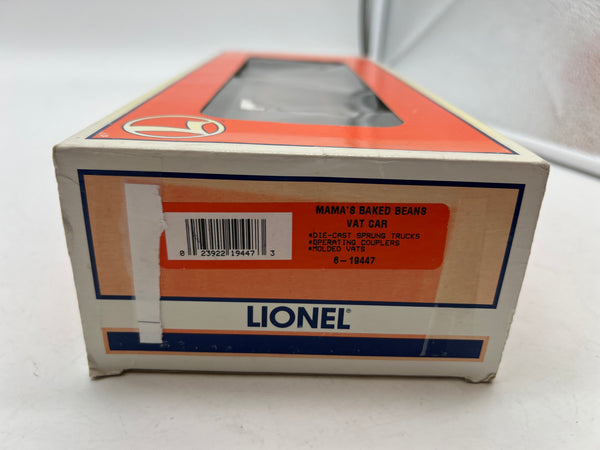 L
MAMA'S BAKED BEANS
VAT CAR
*DIE-CAST SPRUNG TRUCKS
*OPERATING COUPLERS
*MOLDED VATS
6-19447
0 23922 19447 3
LIONEL®